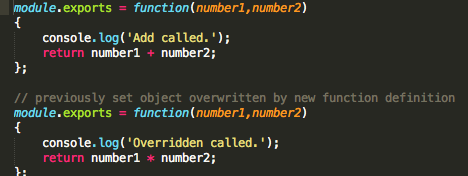 module.exports = function(number1,number2)
{
    console.log('Add called.');
    return number1 + number2;
};
// previously set object overwritten by new function definition
module.exports = function(number1,number2)
{
    console.log('Overridden called.');
    return number1 * number2;
};